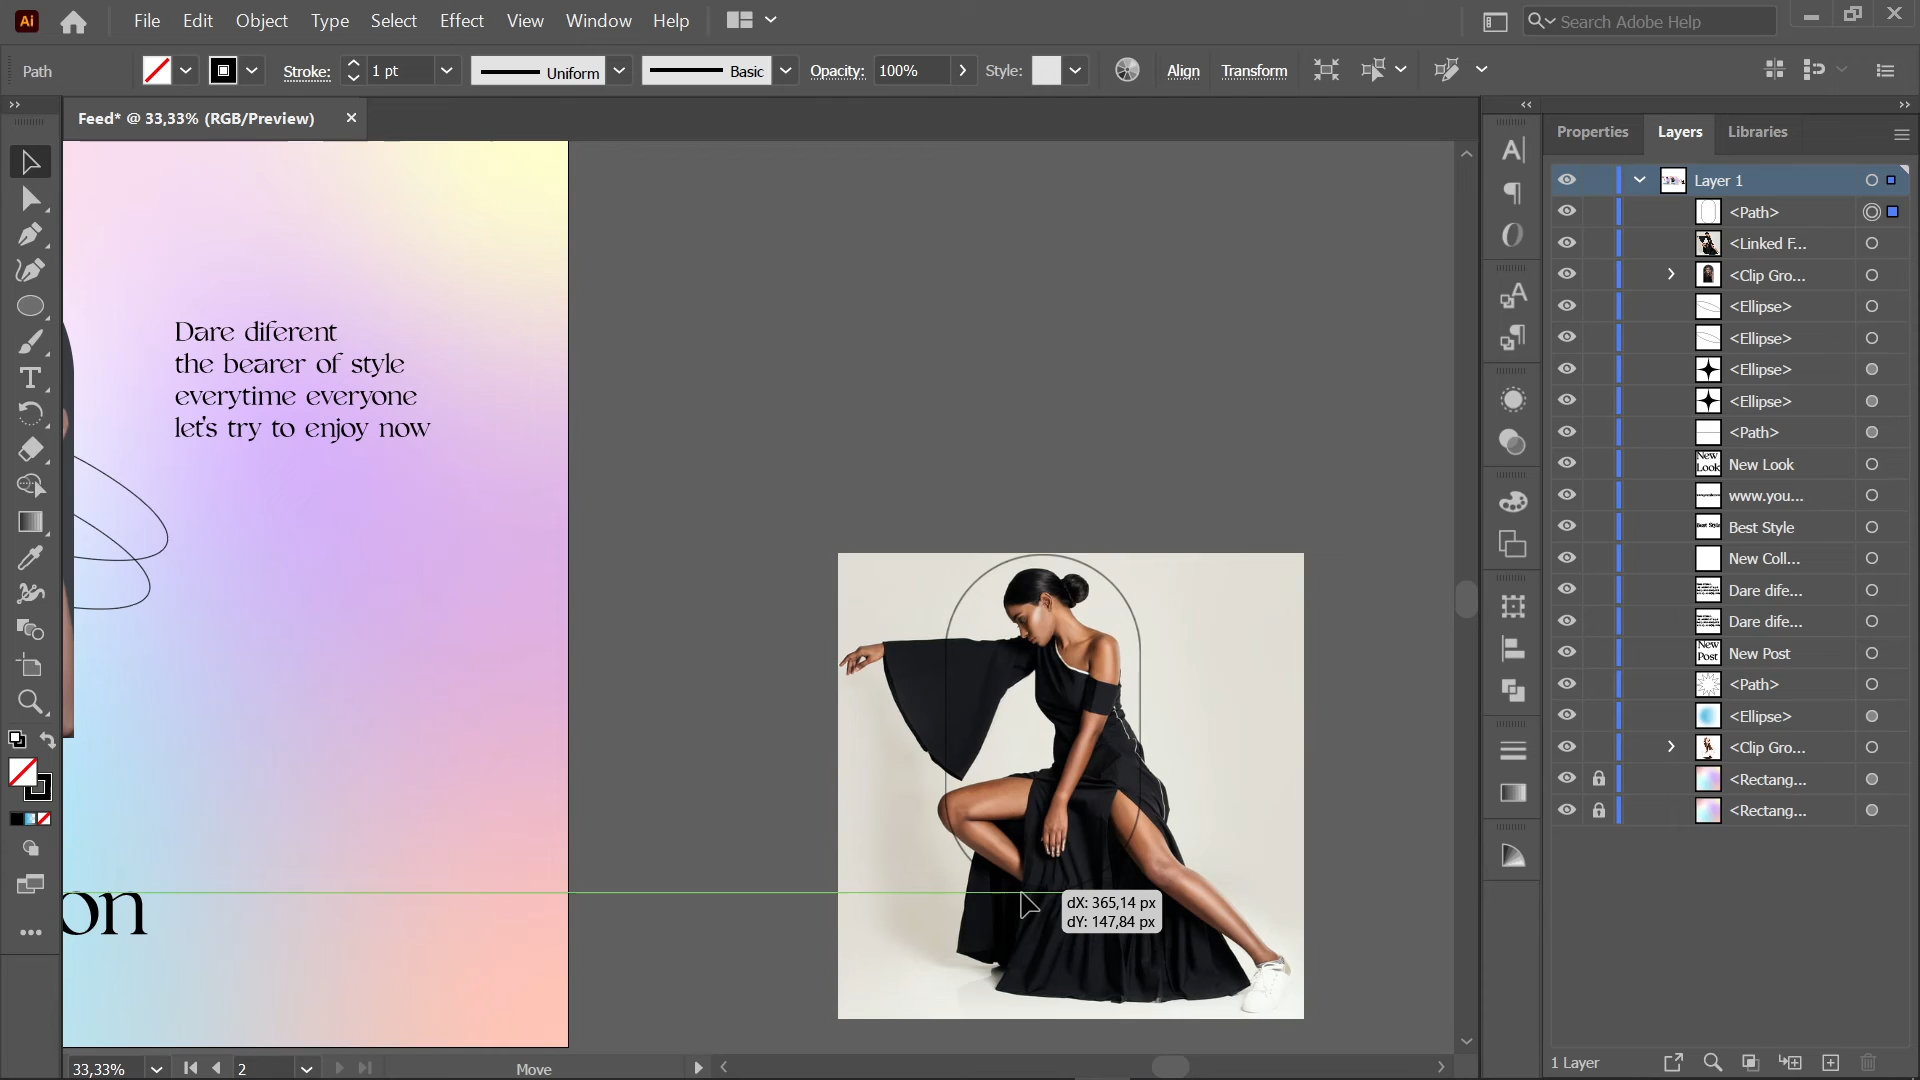 Ai File Edit Object Type Select Effect View Window Help Search Adobe Help
Path Stroke: 1 pt Uniform Basic Opacity: 100% Style: Align Transform
Feed* @ 33,33% (RGB/Preview)
Dare diferent
the bearer of style
everytime everyone
let's try to enjoy now
on
dX: 365,14 px
dY: 147,84 px
33,33% 2 Move
Properties Layers Libraries
Layer 1
<Path>
<Linked F...
<Clip Gro...
<Ellipse>
<Ellipse>
<Ellipse>
<Ellipse>
<Path>
New Look
www.you...
Best Style
New Coll...
Dare dife...
Dare dife...
New Post
<Path>
<Ellipse>
<Clip Gro...
<Rectang...
<Rectang...
1 Layer